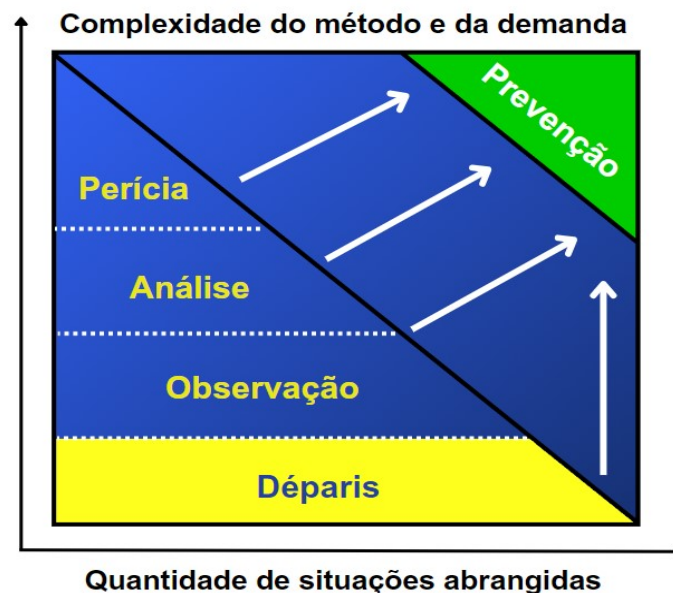 Complexidade do método e da demanda
Prevenção
Perícia
Análise
Observação
Déparis
Quantidade de situações abrangidas